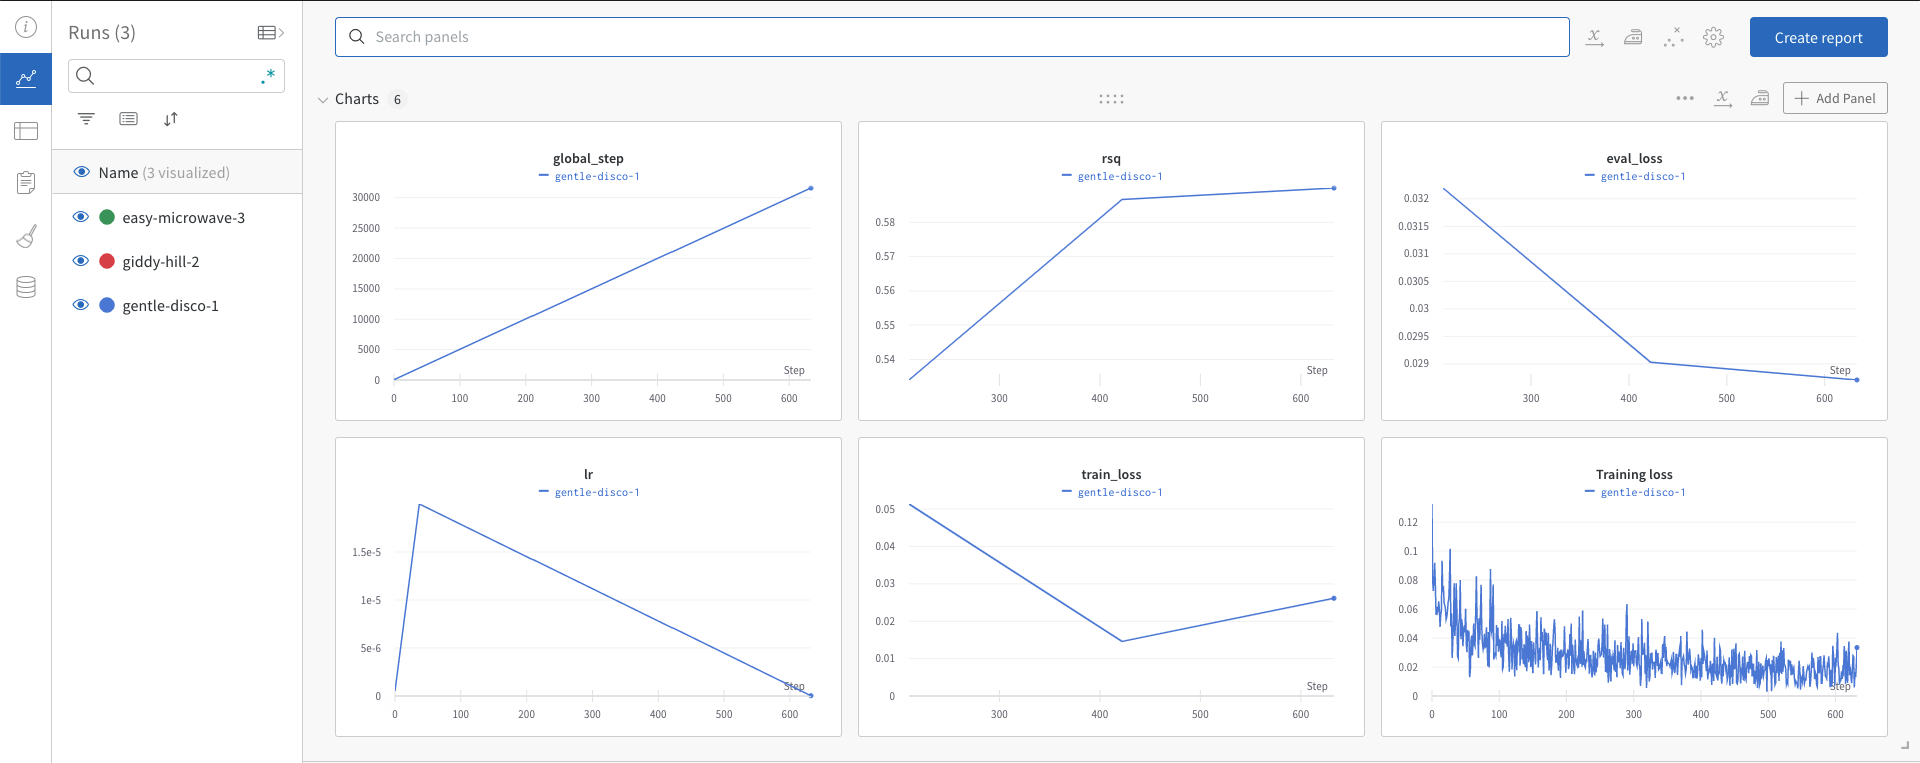 Runs (3)
.*
Name (3 visualized)
easy-microwave-3
giddy-hill-2
gentle-disco-1
Search panels
Create report
Charts 6
Add Panel
global_step
gentle-disco-1
30000
25000
20000
15000
10000
5000
0
Step
0 100 200 300 400 500 600
rsq
gentle-disco-1
0.58
0.57
0.56
0.55
0.54
Step
300 400 500 600
eval_loss
gentle-disco-1
0.032
0.0315
0.031
0.0305
0.03
0.0295
0.029
Step
300 400 500 600
lr
gentle-disco-1
1.5e-5
1e-5
5e-6
0
Step
0 100 200 300 400 500 600
train_loss
gentle-disco-1
0.05
0.04
0.03
0.02
0.01
0
Step
300 400 500 600
Training loss
gentle-disco-1
0.12
0.1
0.08
0.06
0.04
0.02
0
Step
0 100 200 300 400 500 600